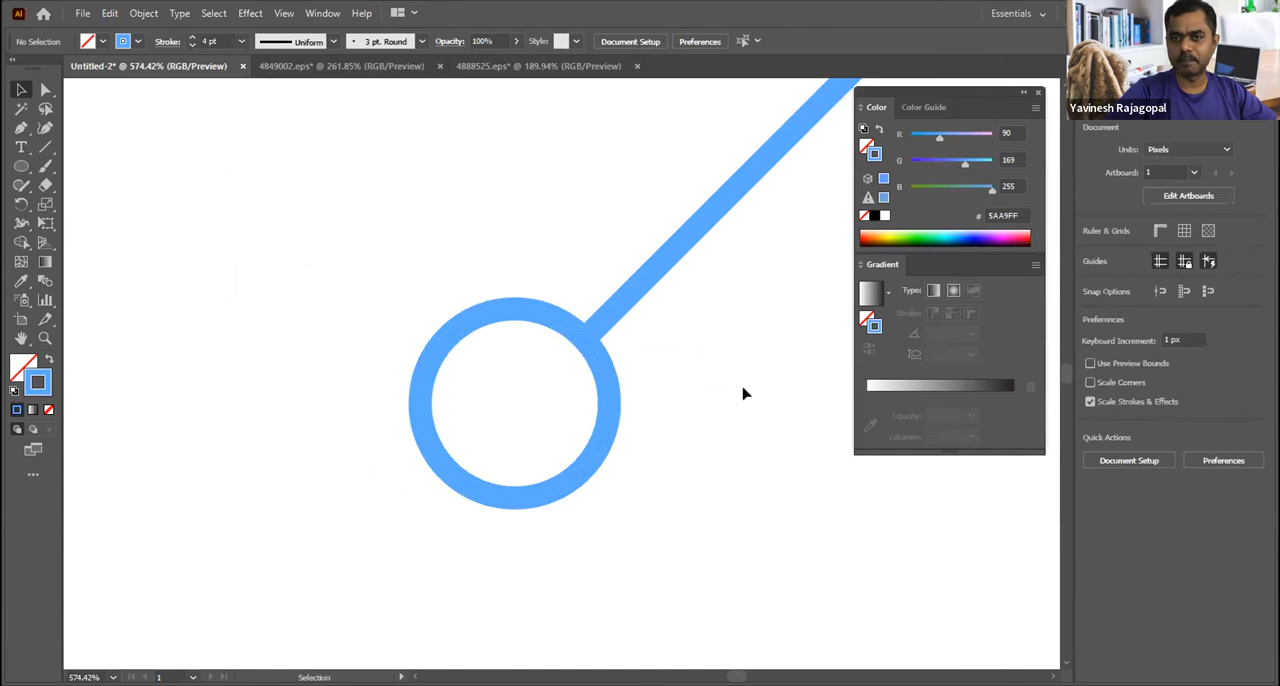 Ai File Edit Object Type Select Effect View Window Help Essentials
No Selection Stroke: 4 pt Uniform • 3 pt. Round Opacity: 100% Style: Document Setup Preferences
Untitled-2* @ 574.42% (RGB/Preview) × 4849002.eps* @ 261.85% (RGB/Preview) × 4888525.eps* @ 189.94% (RGB/Preview) ×
Yavinesh Rajagopal
Color Color Guide
R 90
G 169
B 255
# 5AA9FF
Gradient
Type:
Stroke:
Opacity:
Location:
Document
Units: Pixels
Artboard: 1
Edit Artboards
Ruler & Grids
Guides
Snap Options
Preferences
Keyboard Increment: 1 px
Use Preview Bounds
Scale Corners
Scale Strokes & Effects
Quick Actions
Document Setup Preferences
574.42% 1 Selection